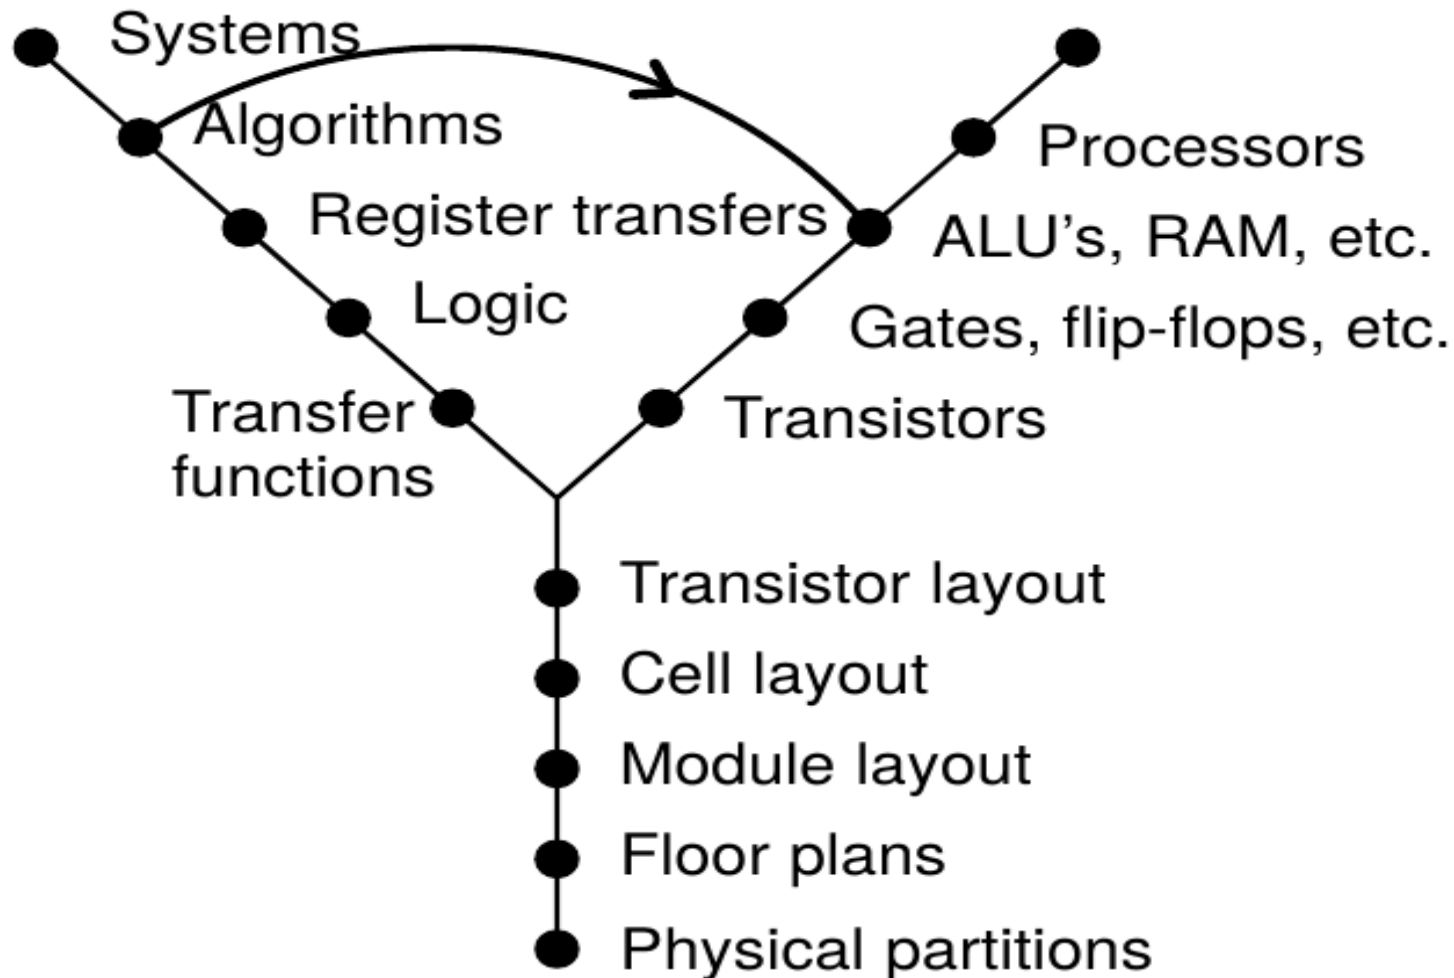 Systems
Algorithms
Register transfers
Logic
Transfer
functions
Processors
ALU’s, RAM, etc.
Gates, flip-flops, etc.
Transistors
Transistor layout
Cell layout
Module layout
Floor plans
Physical partitions